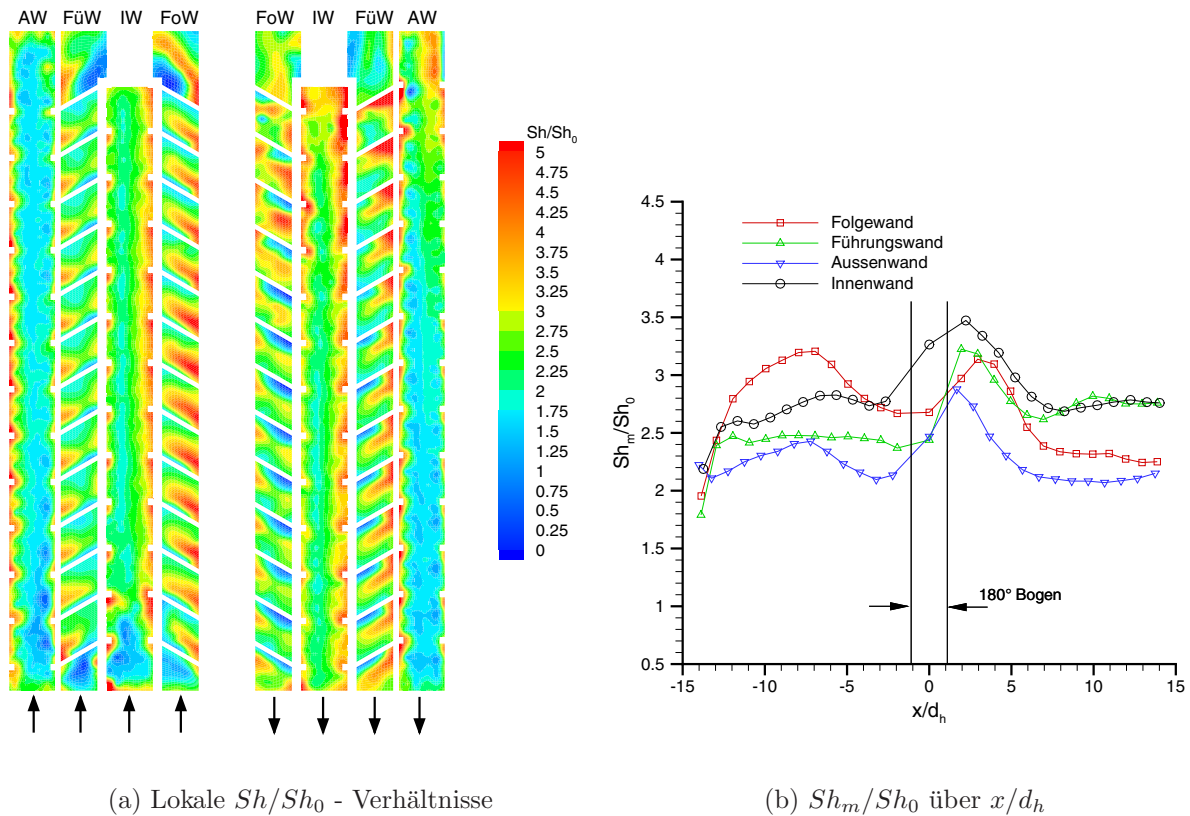 AW FüW IW FoW
FoW IW FüW AW
Sh/Sh0
5
4.75
4.5
4.25
4
3.75
3.5
3.25
3
2.75
2.5
2.25
2
1.75
1.5
1.25
1
0.75
0.5
0.25
0
(a) Lokale Sh/Sh0 - Verhältnisse
Shm/Sh0
4.5
4
3.5
3
2.5
2
1.5
1
0.5
Folgewand
Führungswand
Aussenwand
Innenwand
180° Bogen
-15 -10 -5 0 5 10 15
x/dh
(b) Shm/Sh0 über x/dh